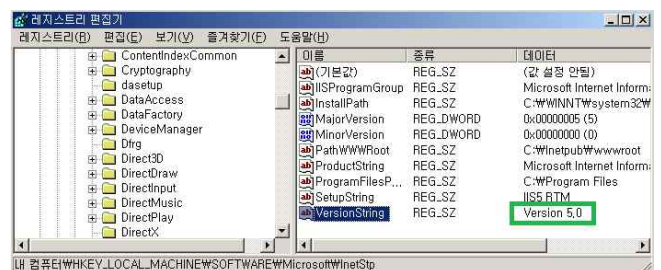 레지스트리 편집기
레지스트리(R) 편집(E) 보기(V) 즐겨찾기(F) 도움말(H)
ContentIndexCommon
Cryptography
dasetup
DataAccess
DataFactory
DeviceManager
Dfrg
Direct3D
DirectDraw
DirectInput
DirectMusic
DirectPlay
DirectX
이름 종류 데이터
(기본값) REG_SZ (값 설정 안됨)
IISProgramGroup REG_SZ Microsoft Internet Inform
InstallPath REG_SZ C:₩WINNT₩system32₩
MajorVersion REG_DWORD 0x00000005 (5)
MinorVersion REG_DWORD 0x00000000 (0)
PathWWWRoot REG_SZ C:₩Inetpub₩wwwroot
ProductString REG_SZ Microsoft Internet Inform
ProgramFilesP... REG_SZ C:₩Program Files
SetupString REG_SZ IIS5 RTM
VersionString REG_SZ Version 5,0
내 컴퓨터₩HKEY_LOCAL_MACHINE₩SOFTWARE₩Microsoft₩InetStp